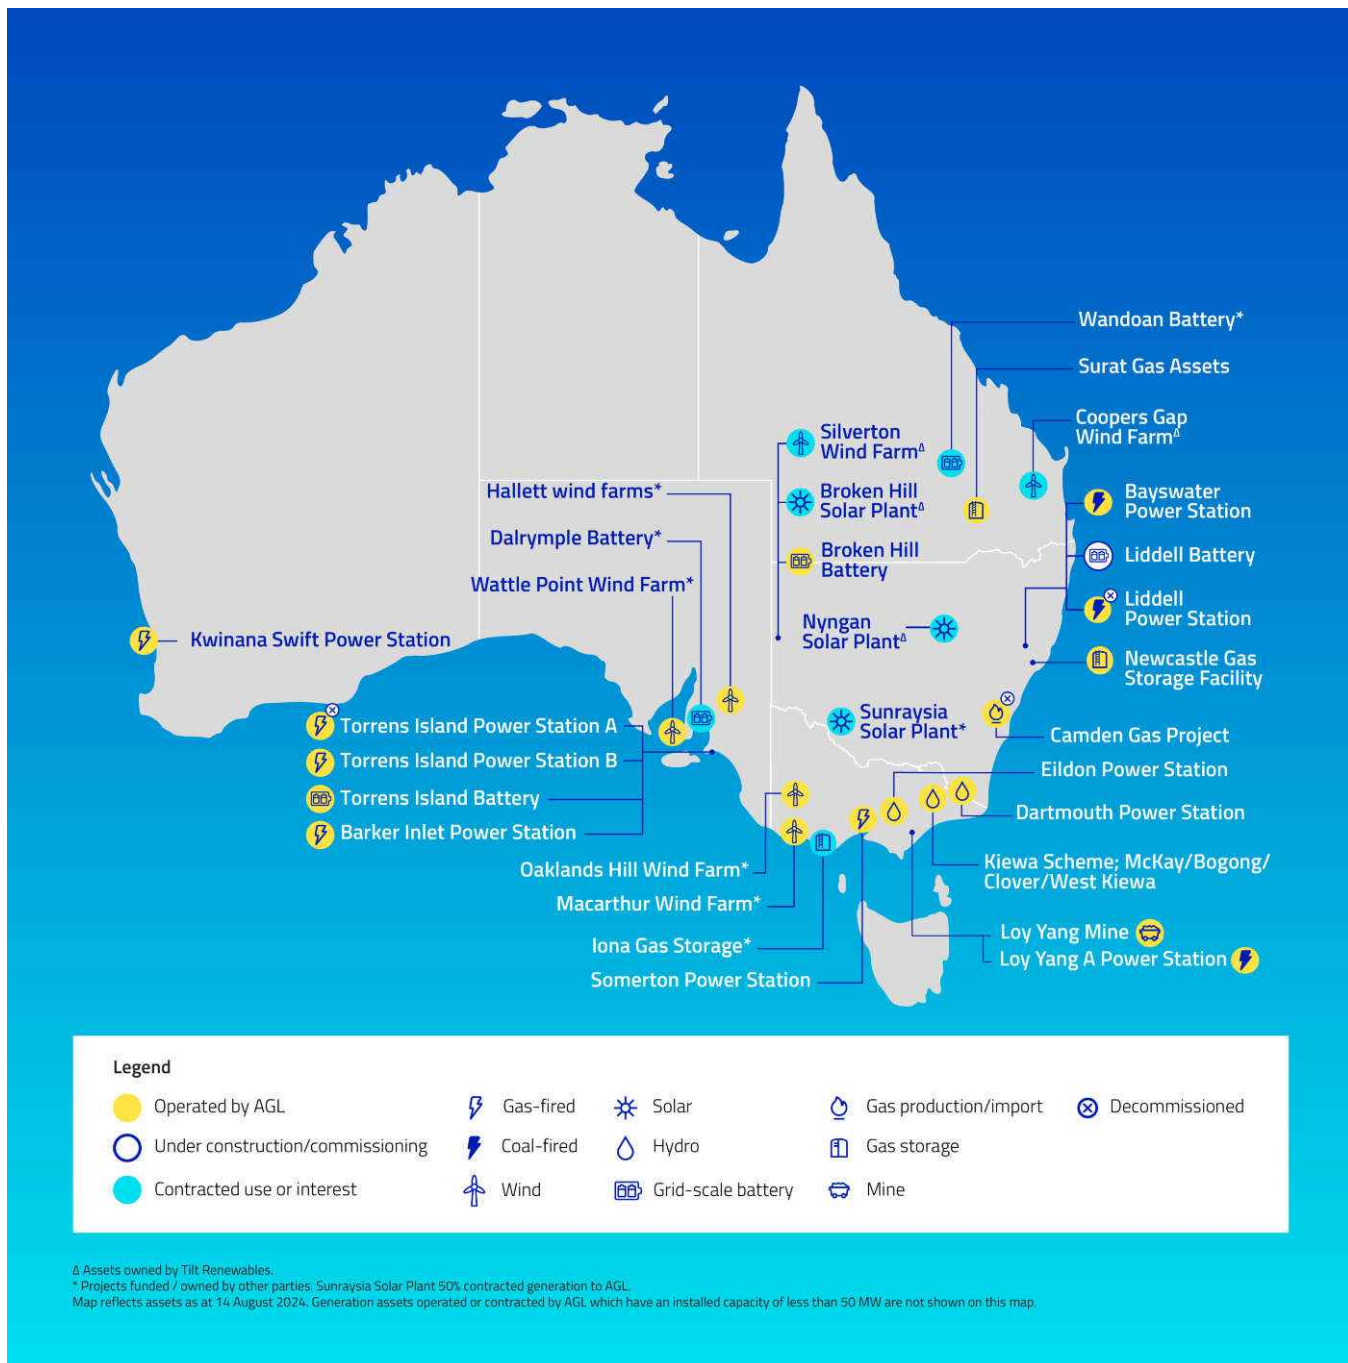 Wandoan Battery*
Surat Gas Assets
Coopers Gap
Wind FarmΔ
Silverton
Wind FarmΔ
Hallett wind farms*
Broken Hill
Solar PlantΔ
Bayswater
Power Station
Dalrymple Battery*
Broken Hill
Battery
Liddell Battery
Wattle Point Wind Farm*
Liddell
Power Station
Nyngan
Solar PlantΔ
Kwinana Swift Power Station
Newcastle Gas
Storage Facility
Sunraysia
Solar Plant*
Torrens Island Power Station A
Camden Gas Project
Torrens Island Power Station B
Eildon Power Station
Torrens Island Battery
Dartmouth Power Station
Barker Inlet Power Station
Kiewa Scheme; McKay/Bogong/
Clover/West Kiewa
Oaklands Hill Wind Farm*
Macarthur Wind Farm*
Loy Yang Mine
Iona Gas Storage*
Loy Yang A Power Station
Somerton Power Station
Legend
Operated by AGL
Under construction/commissioning
Contracted use or interest
Gas-fired
Coal-fired
Wind
Solar
Hydro
Grid-scale battery
Gas production/import
Gas storage
Mine
Decommissioned
Δ Assets owned by Tilt Renewables.
* Projects funded / owned by other parties. Sunraysia Solar Plant 50% contracted generation to AGL.
Map reflects assets as at 14 August 2024. Generation assets operated or contracted by AGL which have an installed capacity of less than 50 MW are not shown on this map.